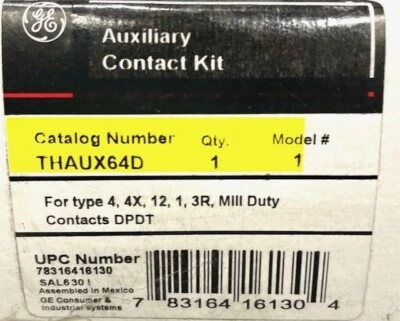 GE
Auxiliary
Contact Kit
Catalog Number Qty. Model #
THAUX64D 1 1
For type 4, 4X, 12, 1, 3R, Mill Duty
Contacts DPDT
UPC Number
78316416130
SAL630 I
Assembled in Mexico
GE Consumer &
Industrial systems
7 83164 16130 4